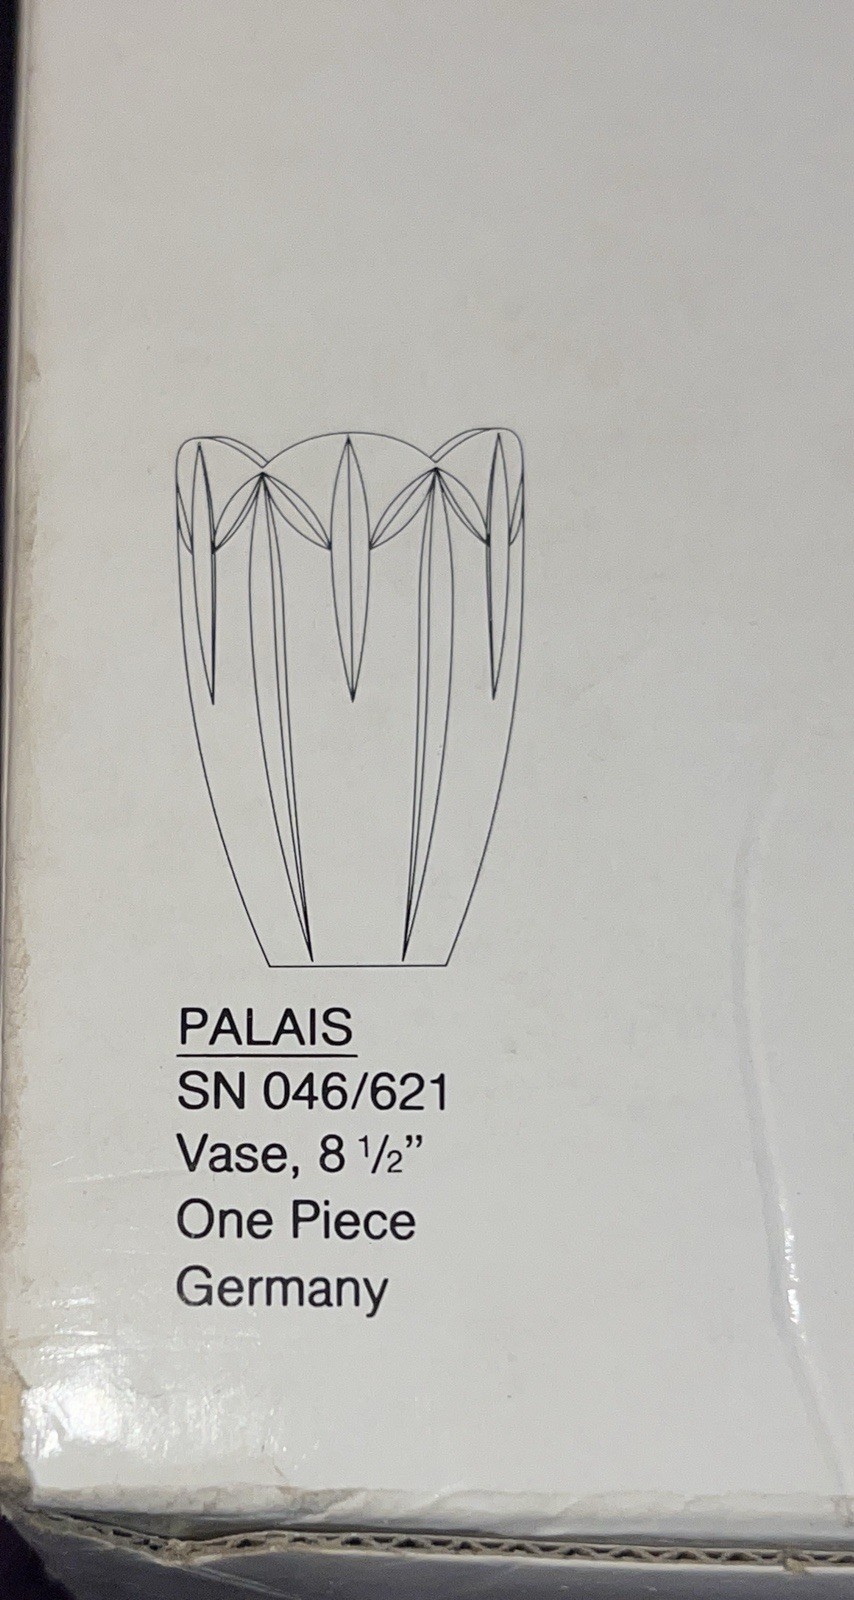 PALAIS
SN 046/621
Vase, 8 1/2”
One Piece
Germany